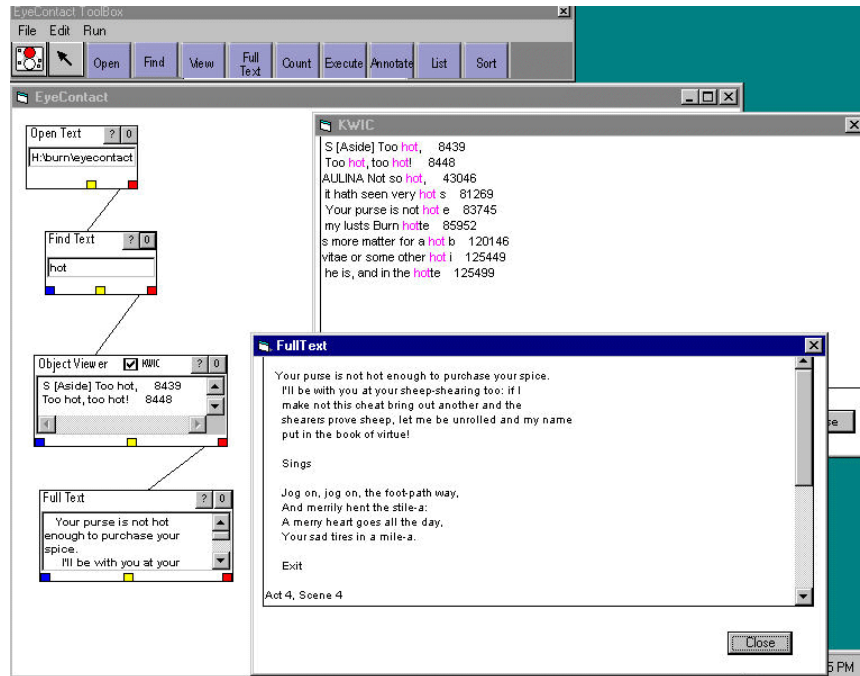 EyeContact ToolBox
File Edit Run
Open Find View Full Text Count Execute Annotate List Sort
EyeContact
Open Text ? 0
H:\burn\eyecontact
Find Text ? 0
hot
Object Viewer KWIC ? 0
S [Aside] Too hot, 8439
Too hot, too hot! 8448
Full Text ? 0
Your purse is not hot
enough to purchase your
spice.
I'll be with you at your
KWIC
S [Aside] Too hot, 8439
Too hot, too hot! 8448
AULINA Not so hot, 43046
it hath seen very hot s 81269
Your purse is not hot e 83745
my lusts Burn hotte 85952
s more matter for a hot b 120146
vitae or some other hot i 125449
he is, and in the hotte 125499
se
FullText
Your purse is not hot enough to purchase your spice.
I'll be with you at your sheep-shearing too: if I
make not this cheat bring out another and the
shearers prove sheep, let me be unrolled and my name
put in the book of virtue!
Sings
Jog on, jog on, the foot-path way,
And merrily hent the stile-a:
A merry heart goes all the day,
Your sad tires in a mile-a.
Exit
Act 4, Scene 4
Close
5 PM